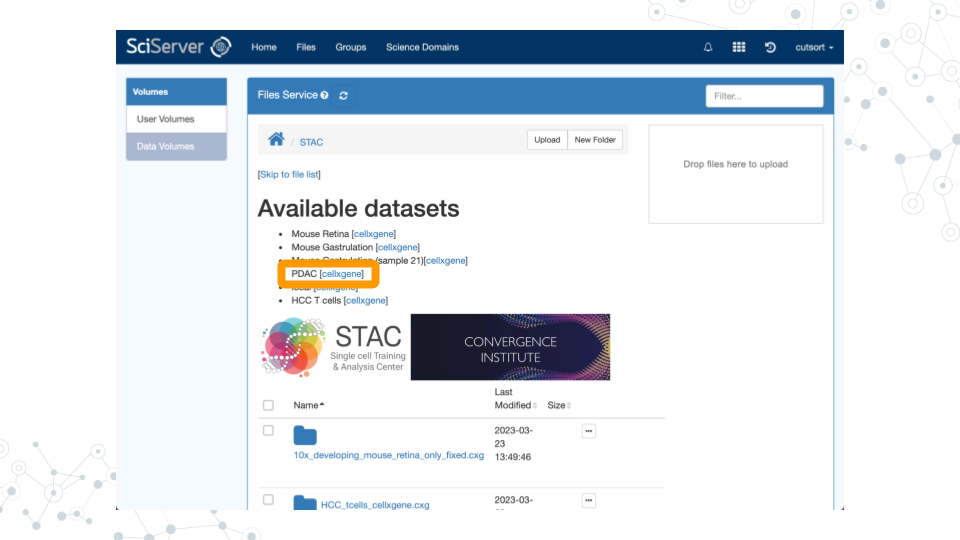 SciServer
Home Files Groups Science Domains
cutsort
Volumes
User Volumes
Data Volumes
Files Service
Filter...
/ STAC
Upload New Folder
Drop files here to upload
[Skip to file list]
Available datasets
Mouse Retina [cellxgene]
Mouse Gastrulation [cellxgene]
Mouse Gastrulation (sample 21)[cellxgene]
PDAC [cellxgene]
[cellxgene]
HCC T cells [cellxgene]
STAC
Single cell Training
& Analysis Center
CONVERGENCE
INSTITUTE
Name
Last
Modified Size
2023-03-
23
13:49:46
10x_developing_mouse_retina_only_fixed.cxg
HCC_tcells_cellxgene.cxg
2023-03-